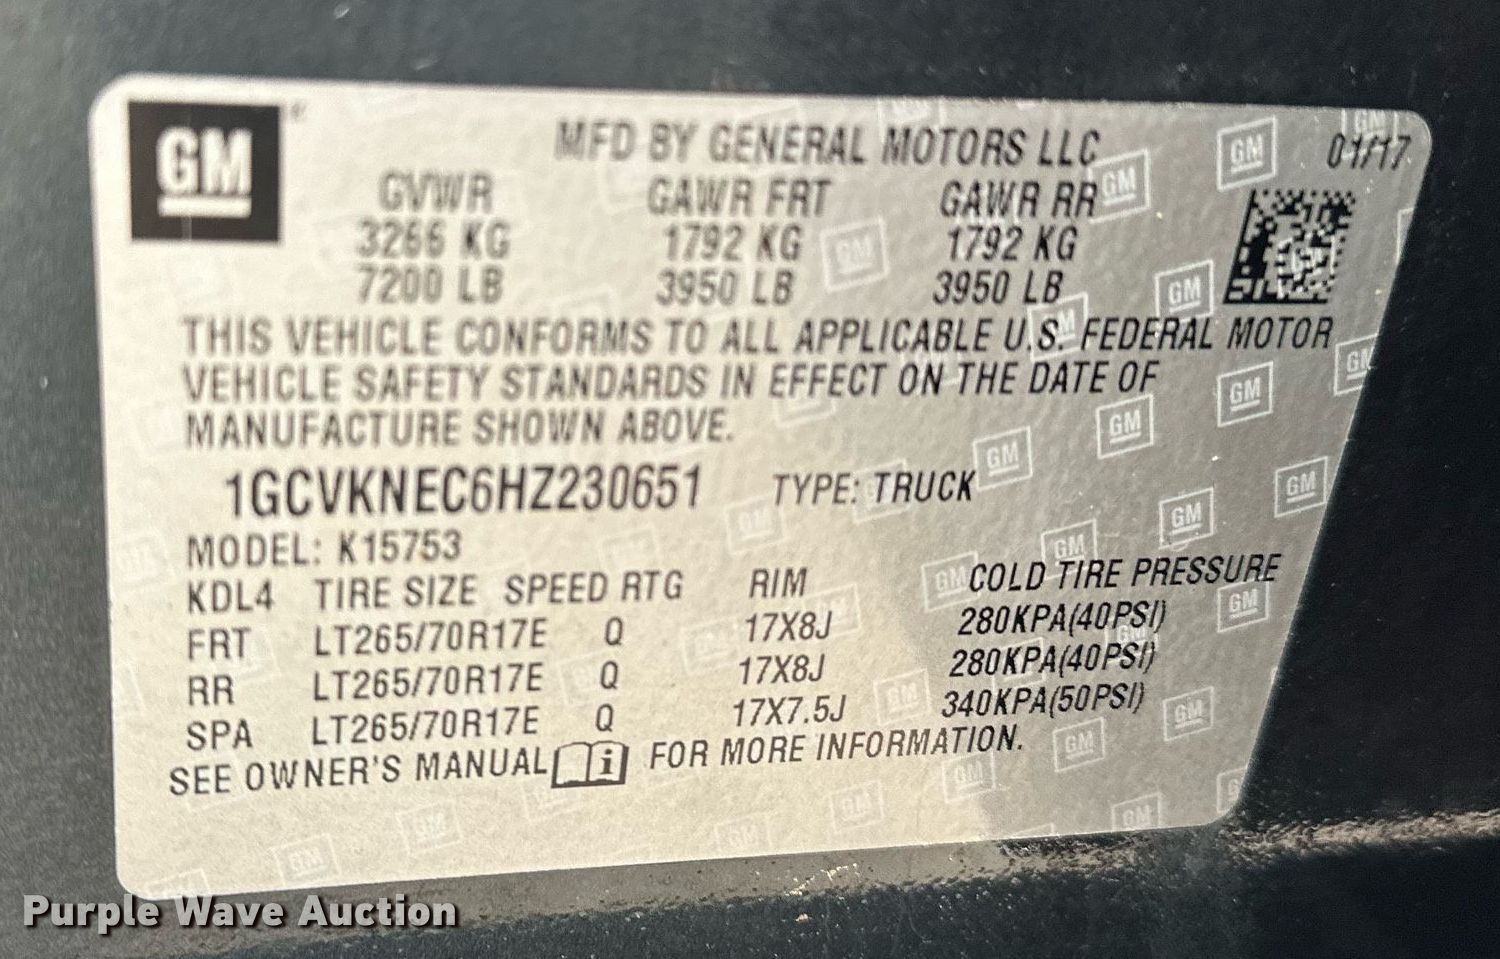 GM
MFD BY GENERAL MOTORS LLC 01/17
GVWR GAWR FRT GAWR RR
3266 KG 1792 KG 1792 KG
7200 LB 3950 LB 3950 LB
THIS VEHICLE CONFORMS TO ALL APPLICABLE U.S. FEDERAL MOTOR
VEHICLE SAFETY STANDARDS IN EFFECT ON THE DATE OF
MANUFACTURE SHOWN ABOVE.
1GCVKNEC6HZ230651 TYPE: TRUCK
MODEL: K15753
KDL4 TIRE SIZE SPEED RTG RIM COLD TIRE PRESSURE
FRT LT265/70R17E Q 17X8J 280KPA(40PSI)
RR LT265/70R17E Q 17X8J 280KPA(40PSI)
SPA LT265/70R17E Q 17X7.5J 340KPA(50PSI)
SEE OWNER'S MANUAL i FOR MORE INFORMATION.
Purple Wave Auction